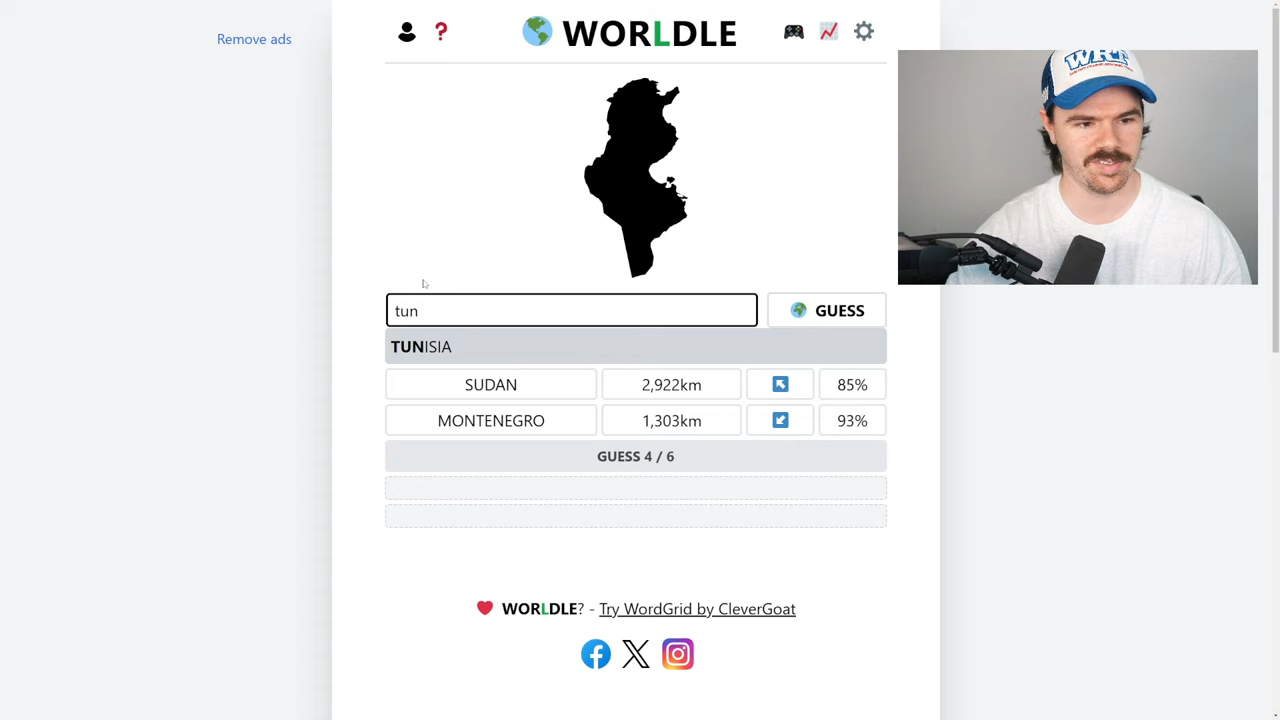 Remove ads
?
WORLDLE
WRT
tun
GUESS
TUNISIA
SUDAN 2,922km 85%
MONTENEGRO 1,303km 93%
GUESS 4 / 6
WORLDLE? - Try WordGrid by CleverGoat